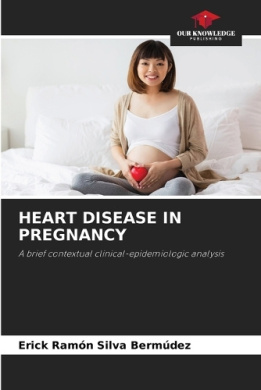 OUR KNOWLEDGE
PUBLISHING
HEART DISEASE IN
PREGNANCY
A brief contextual clinical-epidemiologic analysis
Erick Ramón Silva Bermúdez